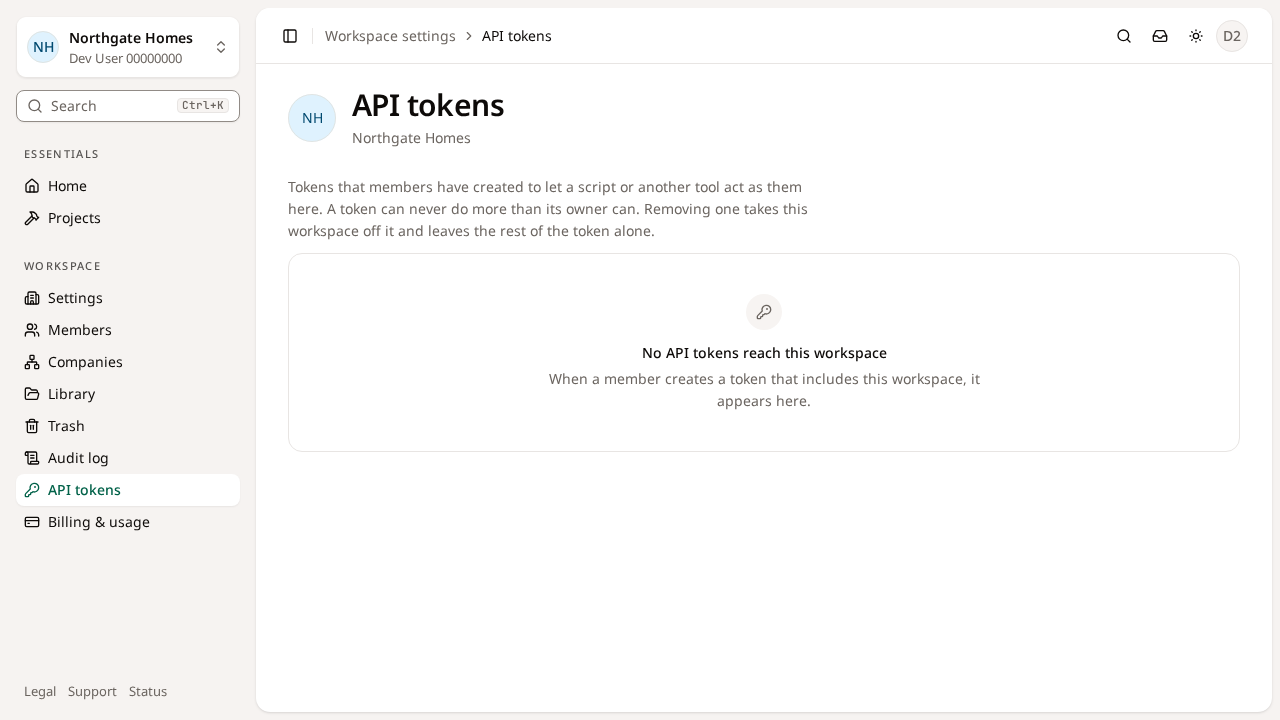 NH
Northgate Homes
Dev User 00000000
Search
Ctrl+K
ESSENTIALS
Home
Projects
WORKSPACE
Settings
Members
Companies
Library
Trash
Audit log
API tokens
Billing & usage
Legal Support Status
Workspace settings > API tokens
D2
NH
API tokens
Northgate Homes
Tokens that members have created to let a script or another tool act as them
here. A token can never do more than its owner can. Removing one takes this
workspace off it and leaves the rest of the token alone.
No API tokens reach this workspace
When a member creates a token that includes this workspace, it
appears here.